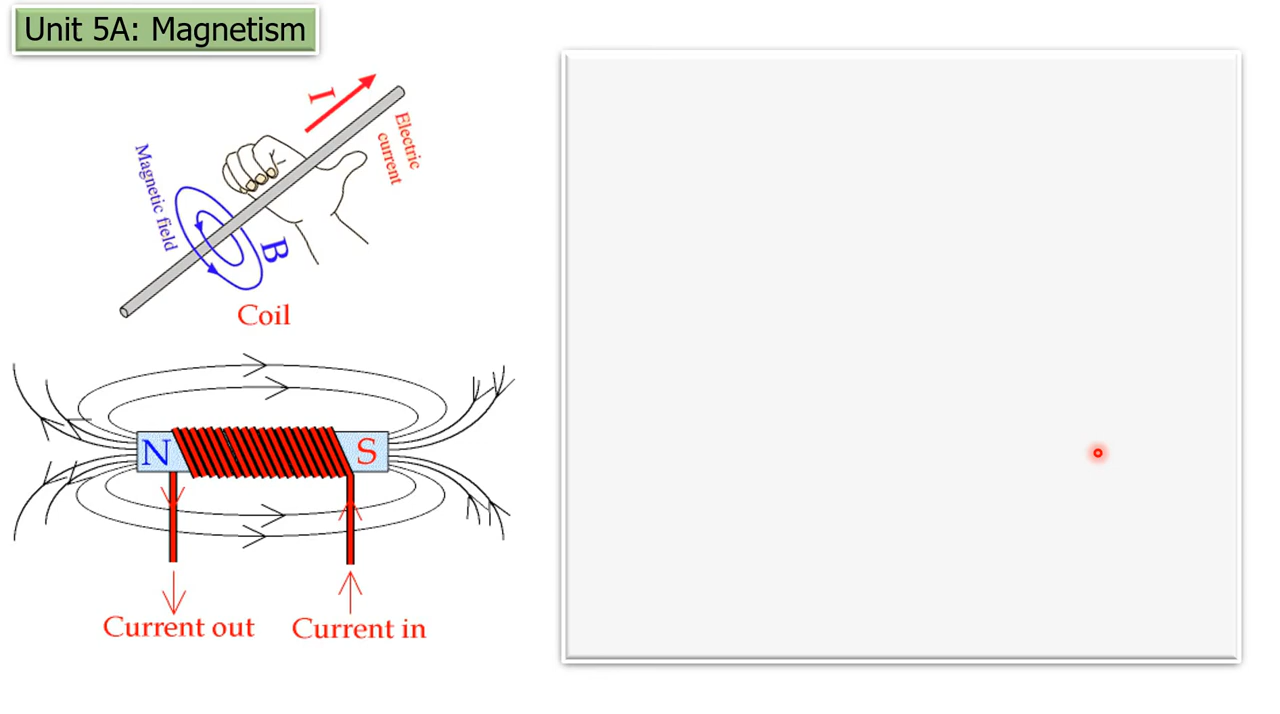 Unit 5A: Magnetism
I
Electric
current
Magnetic field
B
Coil
N
S
Current out
Current in